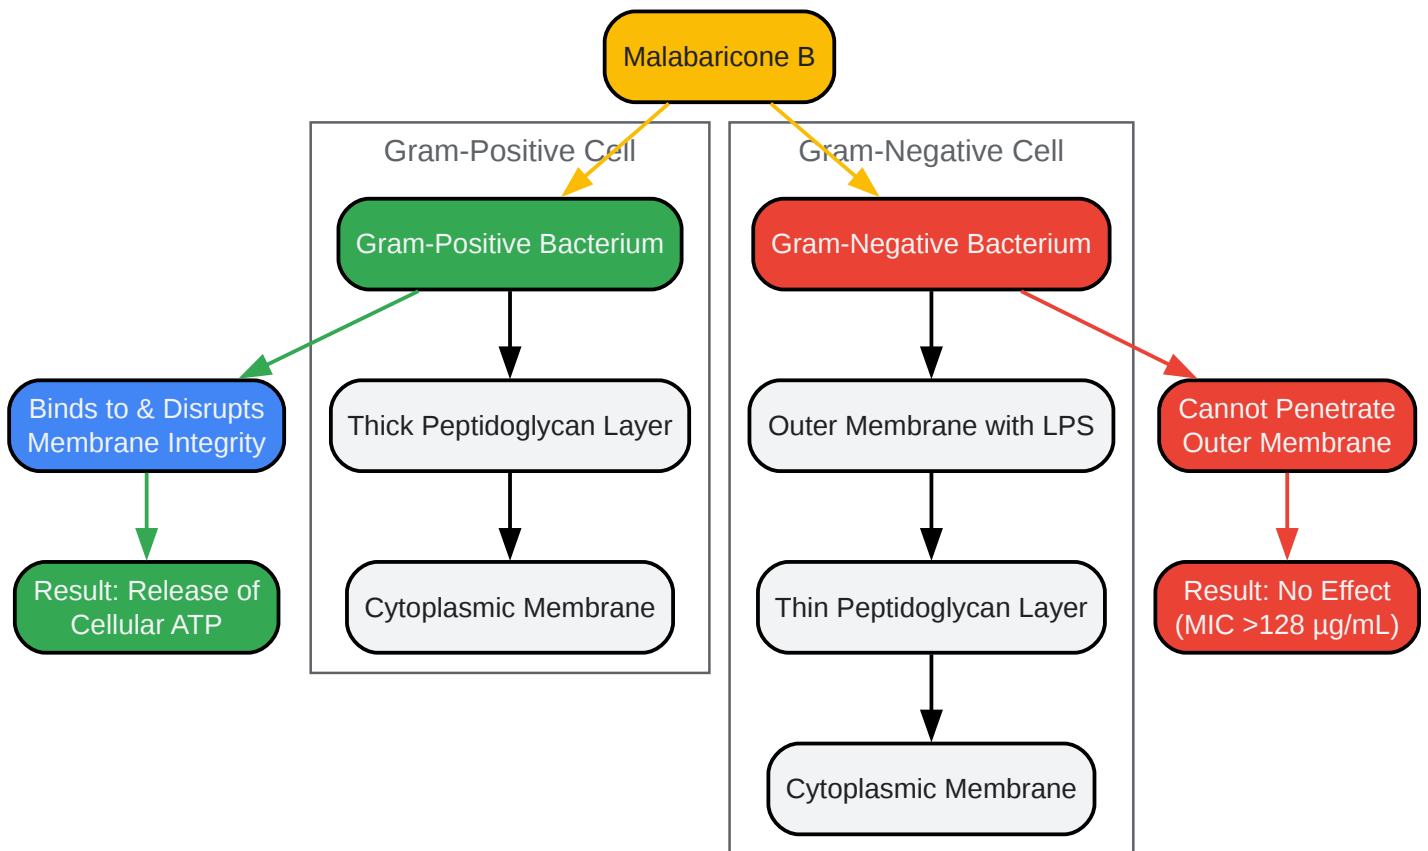 Malabaricone B
Gram-Positive Cell
Gram-Negative Cell
Gram-Positive Bacterium
Gram-Negative Bacterium
Binds to & Disrupts
Membrane Integrity
Thick Peptidoglycan Layer
Outer Membrane with LPS
Cannot Penetrate
Outer Membrane
Result: Release of
Cellular ATP
Cytoplasmic Membrane
Thin Peptidoglycan Layer
Result: No Effect
(MIC >128 µg/mL)
Cytoplasmic Membrane